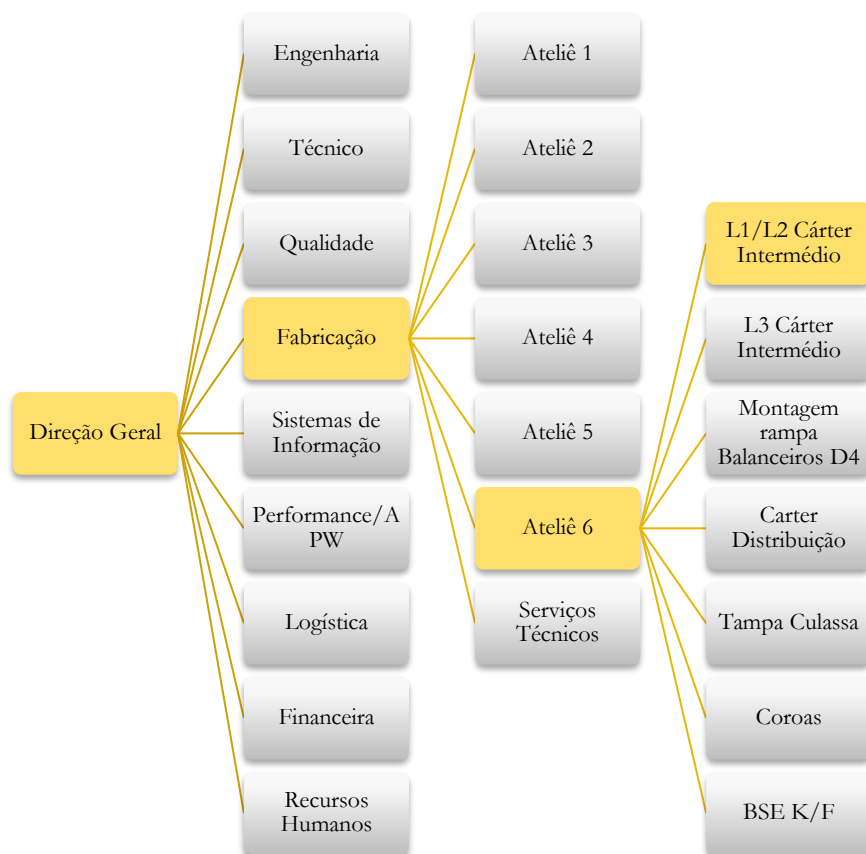 Direção Geral
Engenharia
Técnico
Qualidade
Fabricação
Sistemas de
Informação
Performance/A
PW
Logística
Financeira
Recursos
Humanos
Ateliê 1
Ateliê 2
Ateliê 3
Ateliê 4
Ateliê 5
Ateliê 6
Serviços
Técnicos
L1/L2 Cárter
Intermédio
L3 Cárter
Intermédio
Montagem
rampa
Balanceiros D4
Carter
Distribuição
Tampa Culassa
Coroas
BSE K/F